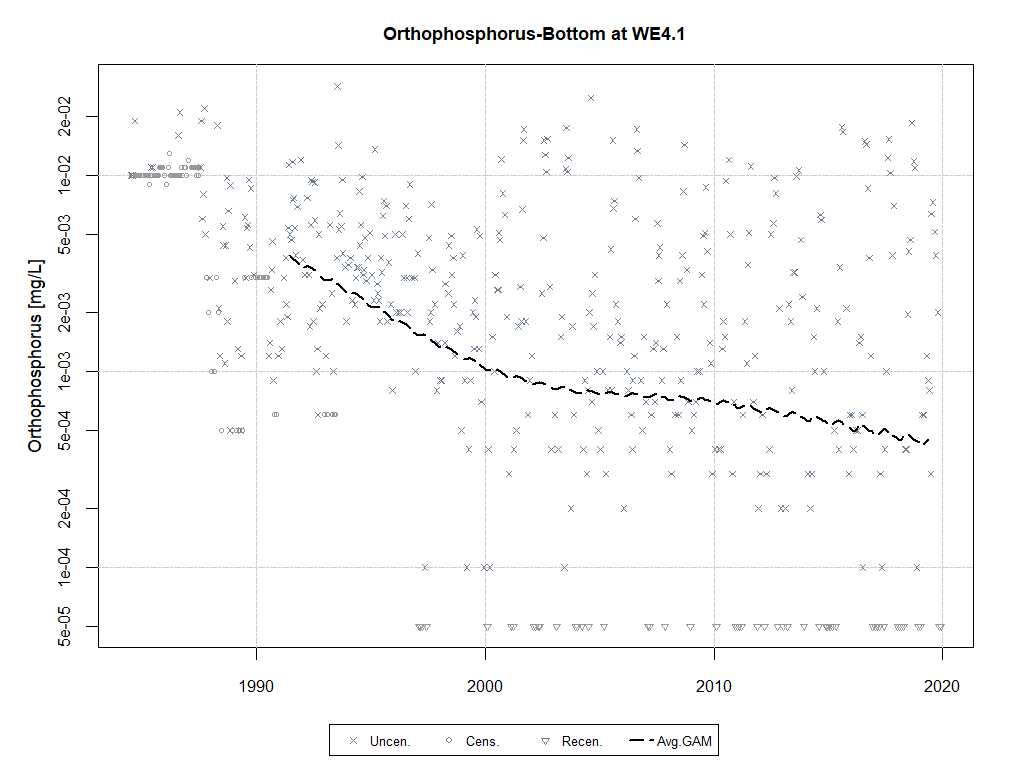 Orthophosphorus-Bottom at WE4.1
Orthophosphorus [mg/L]
2e-02
1e-02
5e-03
2e-03
1e-03
5e-04
2e-04
1e-04
5e-05
1990 2000 2010 2020
Uncen. Cens. Recen. Avg.GAM